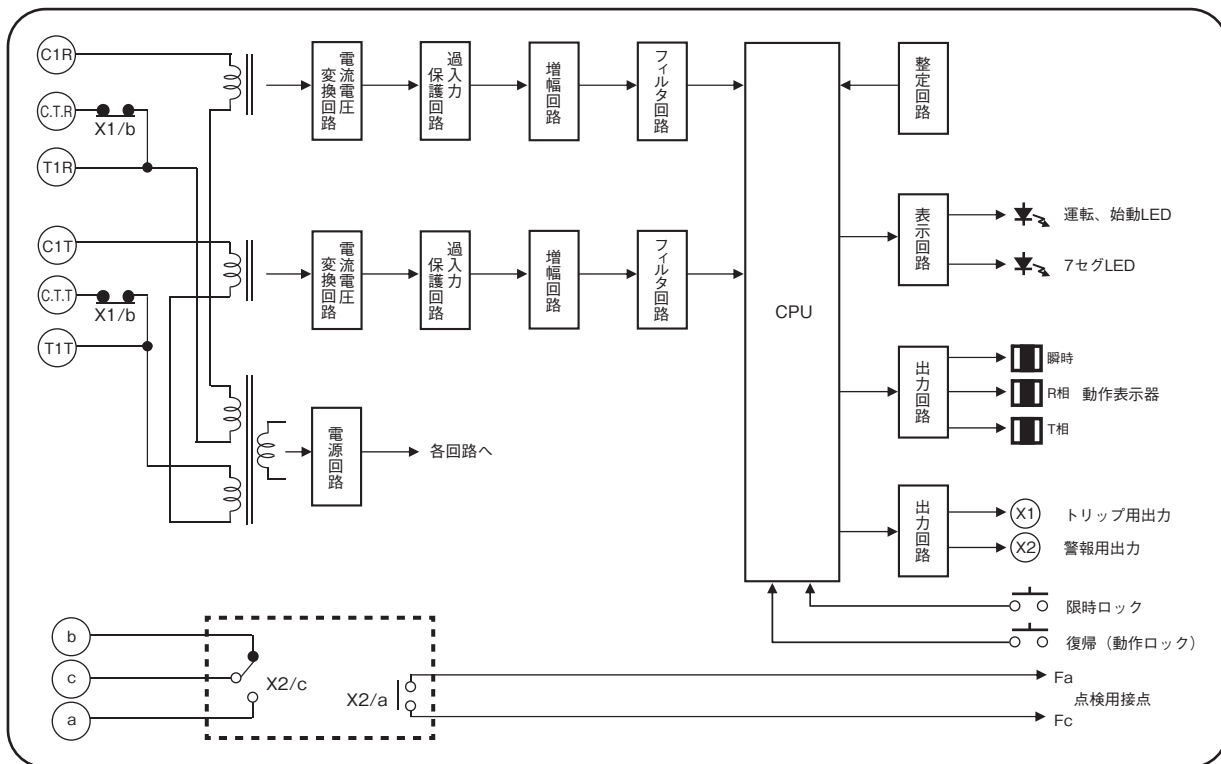 C1R
C.T.R
X1/b
T1R
電流電圧
変換回路
過入力
保護回路
増幅回路
フィルタ回路
整定回路
C1T
C.T.T
X1/b
T1T
電流電圧
変換回路
過入力
保護回路
増幅回路
フィルタ回路
CPU
表示回路
運転、始動LED
7セグLED
電源回路
各回路へ
出力回路
瞬時
R相 動作表示器
T相
出力回路
X1 トリップ用出力
X2 警報用出力
限時ロック
復帰（動作ロック）
b
c
a
X2/c
X2/a
Fa
点検用接点
Fc